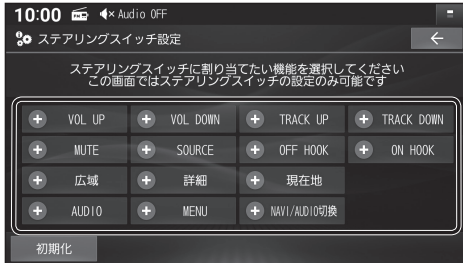 10:00 Audio OFF
ステアリングスイッチ設定
ステアリングスイッチに割り当てたい機能を選択してください
この画面ではステアリングスイッチの設定のみ可能です
VOL UP VOL DOWN TRACK UP TRACK DOWN
MUTE SOURCE OFF HOOK ON HOOK
広域 詳細 現在地
AUDIO MENU NAVI/AUDIO切換
初期化